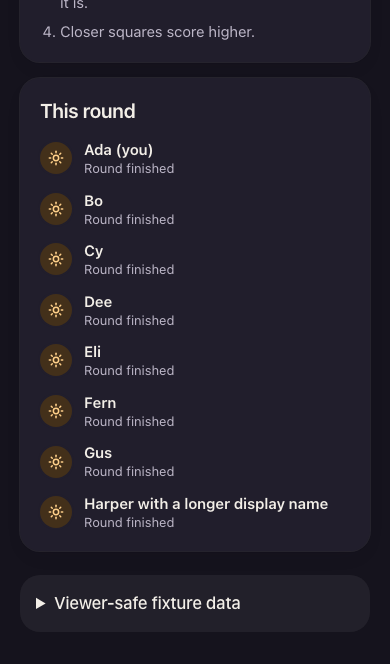 it is.
4. Closer squares score higher.
This round
Ada (you)
Round finished
Bo
Round finished
Cy
Round finished
Dee
Round finished
Eli
Round finished
Fern
Round finished
Gus
Round finished
Harper with a longer display name
Round finished
Viewer-safe fixture data